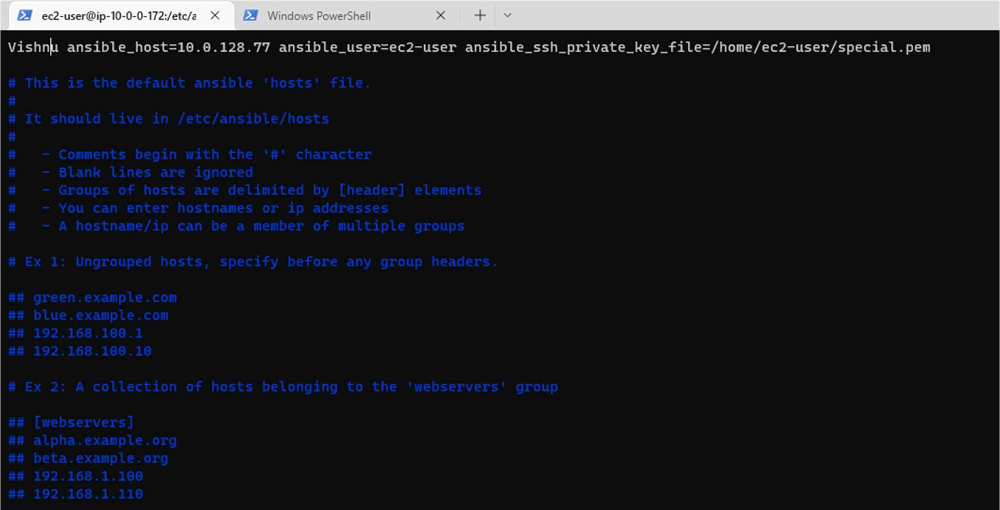 ec2-user@ip-10-0-0-172:/etc/a
Windows PowerShell
Vishnu ansible_host=10.0.128.77 ansible_user=ec2-user ansible_ssh_private_key_file=/home/ec2-user/special.pem
# This is the default ansible 'hosts' file.
#
# It should live in /etc/ansible/hosts
#
#   - Comments begin with the '#' character
#   - Blank lines are ignored
#   - Groups of hosts are delimited by [header] elements
#   - You can enter hostnames or ip addresses
#   - A hostname/ip can be a member of multiple groups
# Ex 1: Ungrouped hosts, specify before any group headers.
## green.example.com
## blue.example.com
## 192.168.100.1
## 192.168.100.10
# Ex 2: A collection of hosts belonging to the 'webservers' group
## [webservers]
## alpha.example.org
## beta.example.org
## 192.168.1.100
## 192.168.1.110